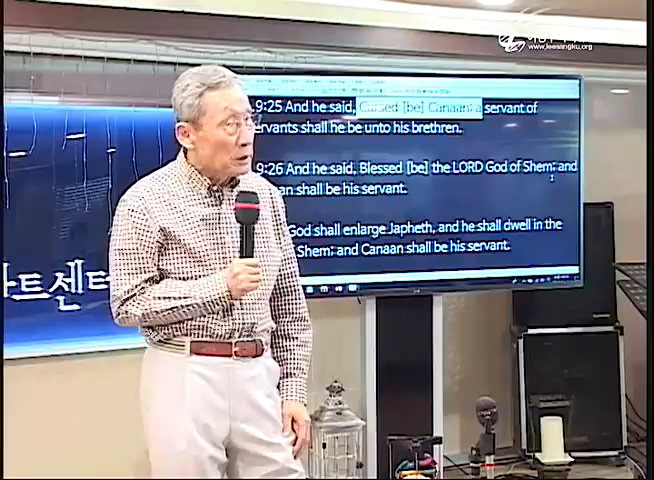 www.leesangku.org
9:25 And he said, Cursed [be] Canaan; a servant of
servants shall he be unto his brethren.
9:26 And he said, Blessed [be] the LORD God of Shem; and
shall be his servant.
God shall enlarge Japheth, and he shall dwell in the
Shem; and Canaan shall be his servant.
트센터